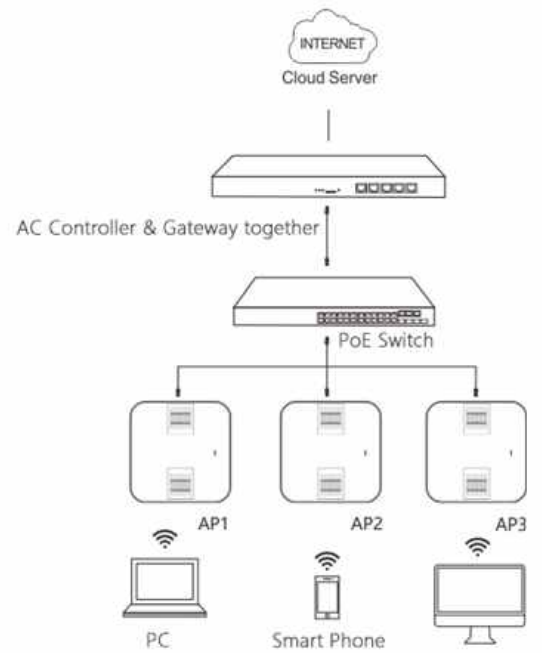 INTERNET
Cloud Server
AC Controller & Gateway together
PoE Switch
AP1
AP2
AP3
PC
Smart Phone